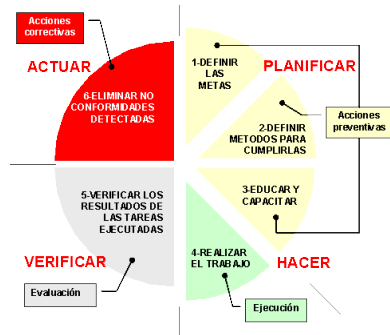 Acciones
correctivas
ACTUAR
6-ELIMINAR NO
CONFORMIDADES
DETECTADAS
1-DEFINIR
LAS
METAS
PLANIFICAR
2-DEFINIR
METODOS PARA
CUMPLIRLAS
Acciones
preventivas
3-EDUCAR Y
CAPACITAR
5-VERIFICAR LOS
RESULTADOS DE
LAS TAREAS
EJECUTADAS
4-REALIZAR
EL TRABAJO
VERIFICAR
HACER
Evaluación
Ejecución